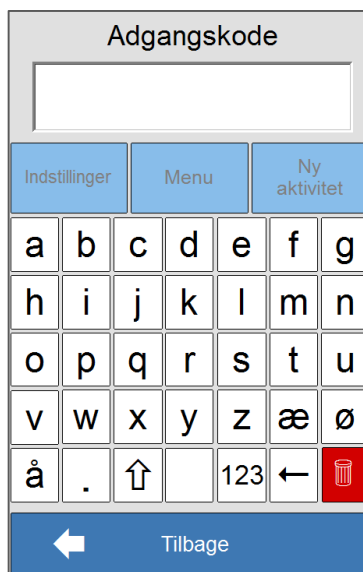 Adgangskode
Indstillinger Menu Ny aktivitet
a b c d e f g
h i j k l m n
o p q r s t u
v w x y z æ ø
å . 123
Tilbage